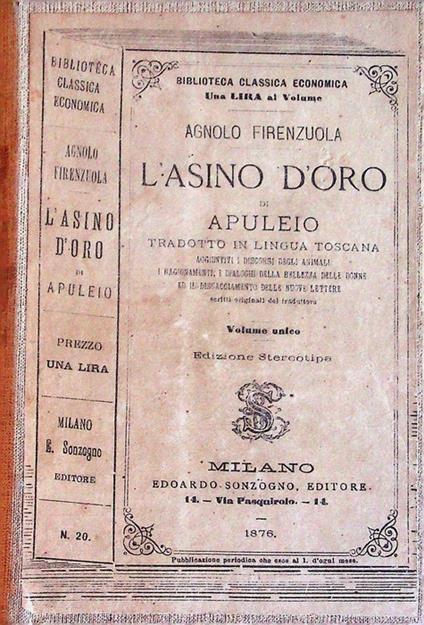 BIBLIOTECA
CLASSICA
ECONOMICA
AGNOLO
FIRENZUOLA
L'ASINO
D'ORO
DI
APULEIO
PREZZO
UNA LIRA
MILANO
E. Sonzogno
EDITORE
N. 20.
BIBLIOTECA CLASSICA ECONOMICA
Una LIRA al Volume
AGNOLO FIRENZUOLA
L'ASINO D'ORO
DI
APULEIO
TRADOTTO IN LINGUA TOSCANA
AGGIUNTIVI I DISCORSI DEGLI ANIMALI
I RAGIONAMENTI, I DIALOGHI DELLA BELLEZZA DELLE DONNE
ED IL DISCACCIAMENTO DELLE NUOVE LETTERE
scritti originali del traduttore
Volume unico
Edizione Stereotipa
MILANO
EDOARDO SONZOGNO, EDITORE
14. — Via Pasquirolo. — 14.
1876.
Pubblicazione periodica che esce al 1. d'ogni mese.